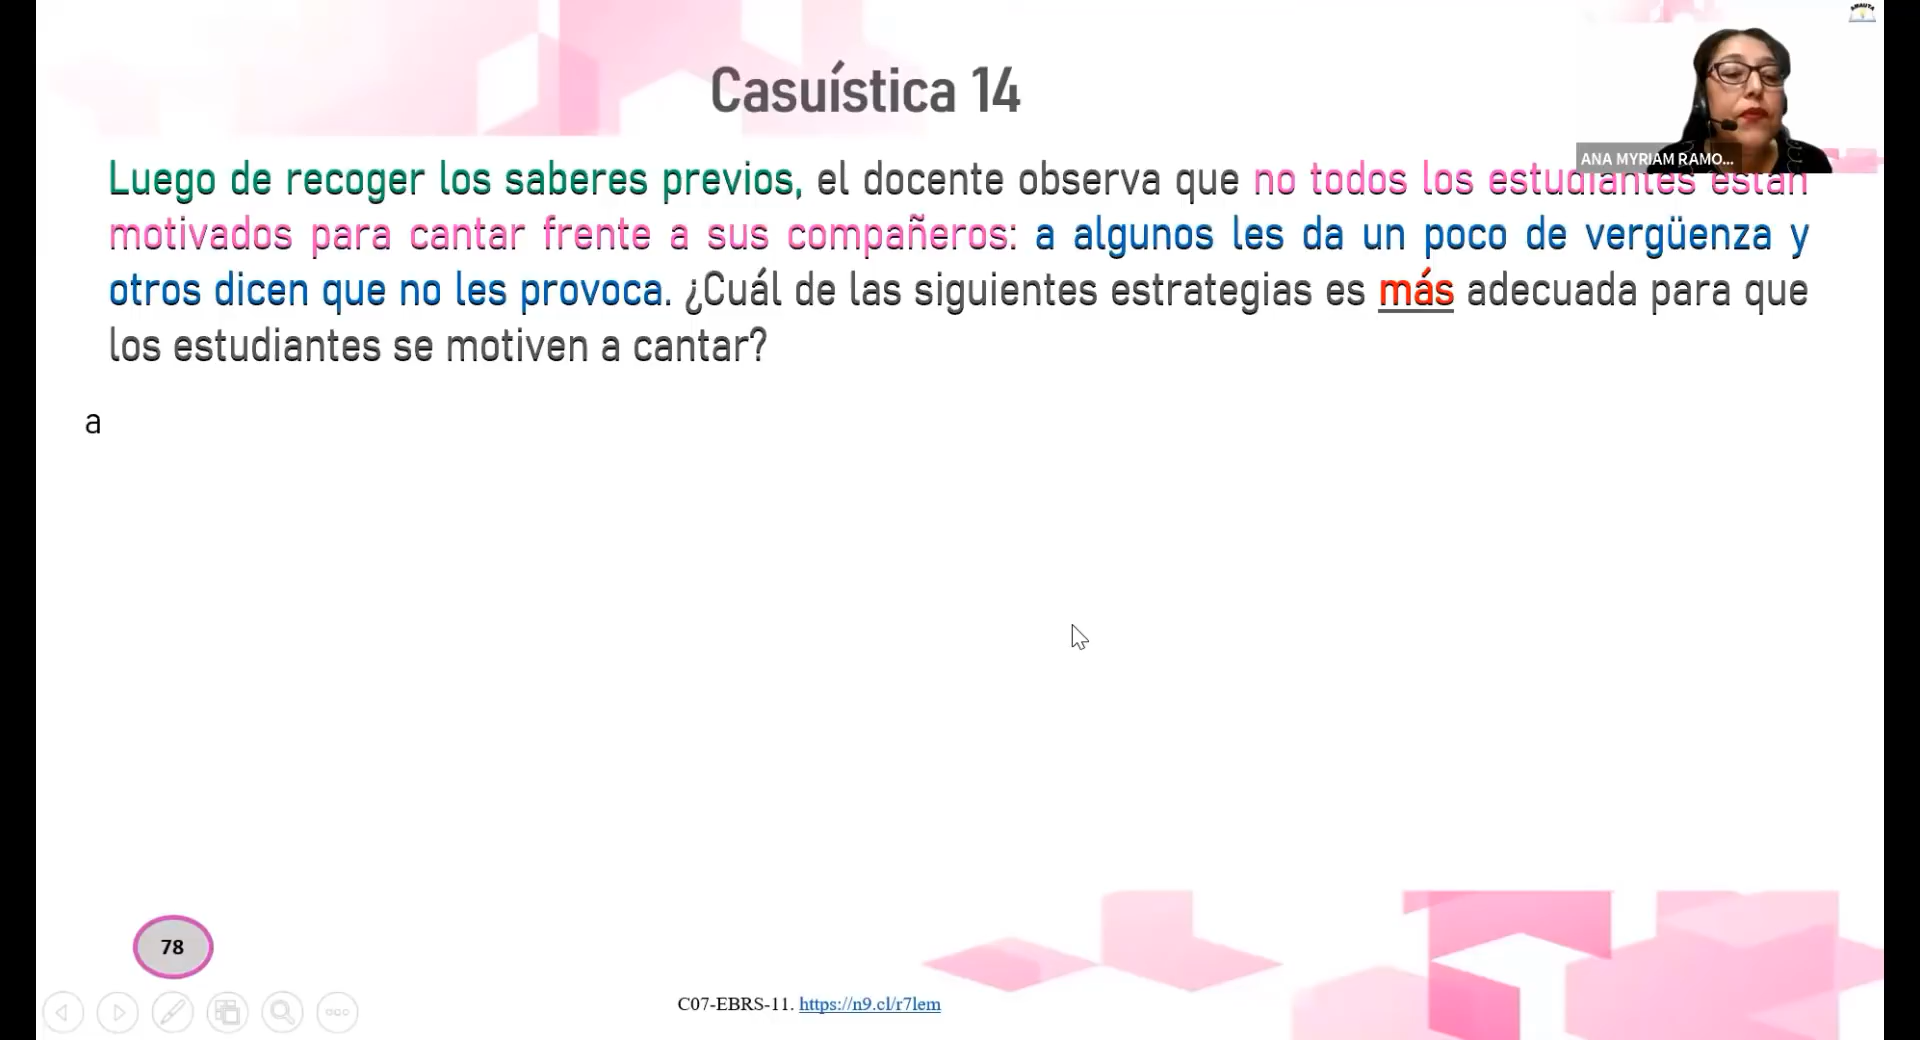 AMAUTA
Casuística 14
ANA MYRIAM RAMO...
Luego de recoger los saberes previos, el docente observa que no todos los estudiantes están
motivados para cantar frente a sus compañeros: a algunos les da un poco de vergüenza y
otros dicen que no les provoca. ¿Cuál de las siguientes estrategias es más adecuada para que
los estudiantes se motiven a cantar?
a
78
C07-EBRS-11. https://n9.cl/r7lem